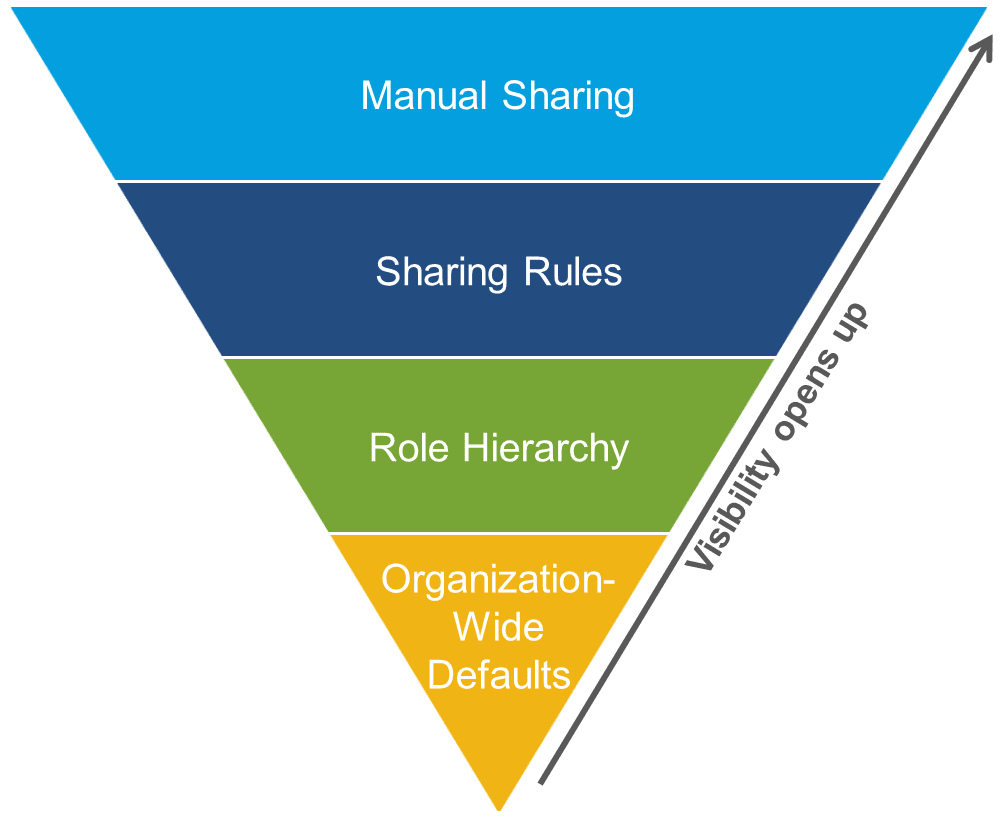 Manual Sharing
Sharing Rules
Role Hierarchy
Organization-
Wide
Defaults
Visibility opens up